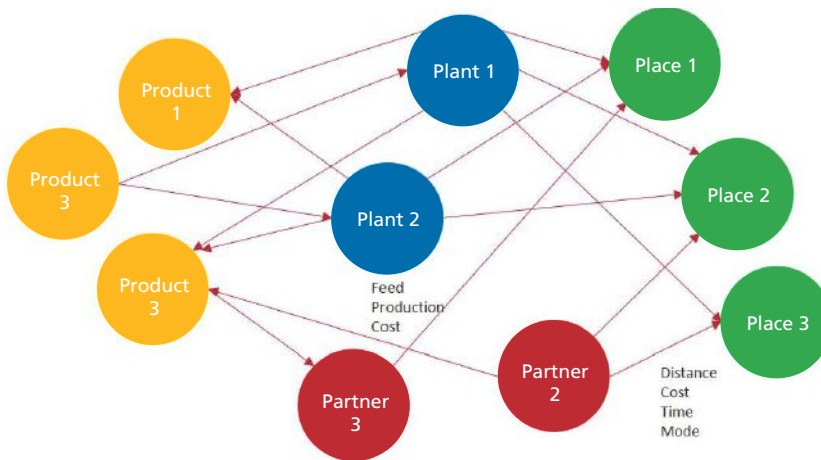 Product
1
Plant 1
Place 1
Product
3
Plant 2
Place 2
Product
3
Feed
Production
Cost
Place 3
Partner
3
Partner
2
Distance
Cost
Time
Mode